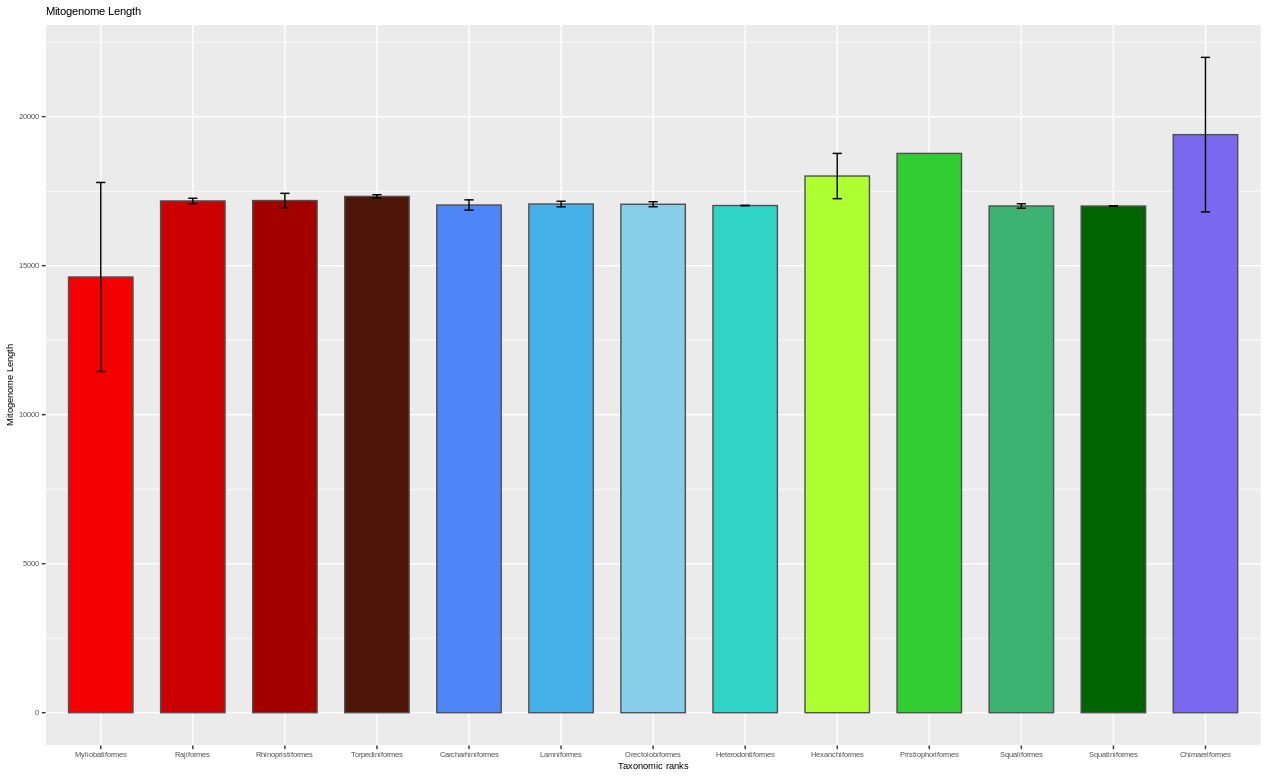 Mitogenome Length
Mitogenome Length
20000
15000
10000
5000
0
Myliobatiformes Rajiformes Rhinopristiformes Torpediniformes Carcharhiniformes Lamniformes Orectolobiformes Heterodontiformes Hexanchiformes Pristiophoriformes Squaliformes Squatiniformes Chimaeriformes
Taxonomic ranks